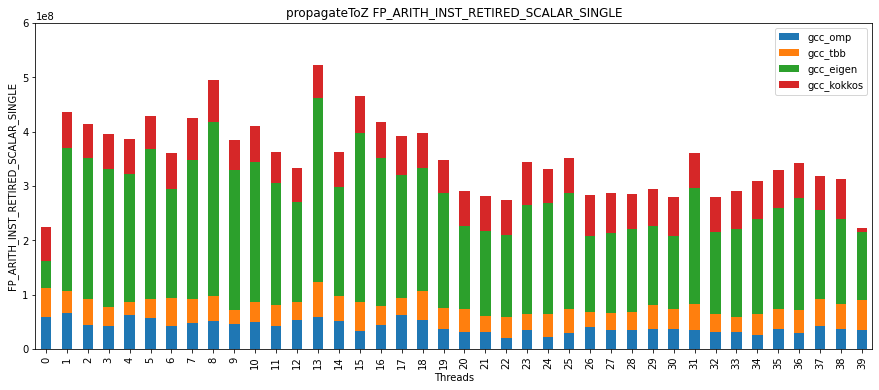 propagateToZ FP_ARITH_INST_RETIRED_SCALAR_SINGLE
1e8
6
5
4
3
2
1
0
FP_ARITH_INST_RETIRED_SCALAR_SINGLE
gcc_omp
gcc_tbb
gcc_eigen
gcc_kokkos
0 1 2 3 4 5 6 7 8 9 10 11 12 13 14 15 16 17 18 19 20 21 22 23 24 25 26 27 28 29 30 31 32 33 34 35 36 37 38 39
Threads